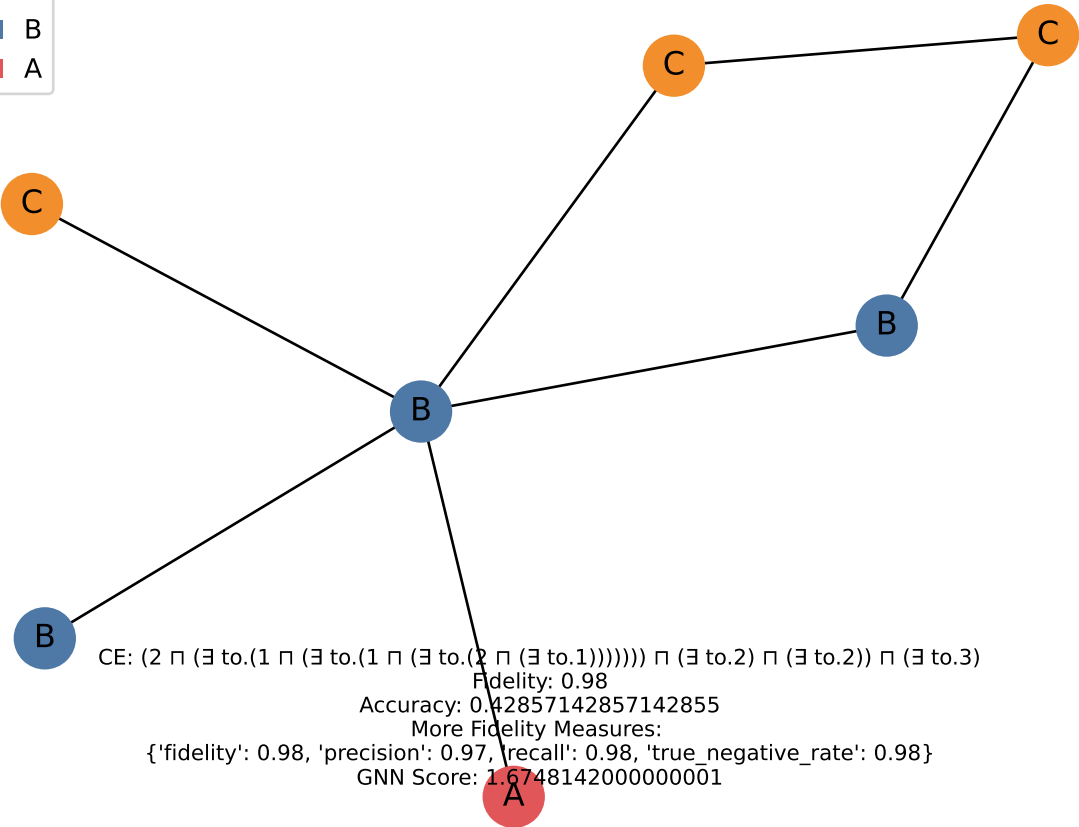 B
A
C
C
C
B
B
B
CE: (2 ⊓ (∃ to.(1 ⊓ (∃ to.(1 ⊓ (∃ to.(2 ⊓ (∃ to.1))))))) ⊓ (∃ to.2) ⊓ (∃ to.2)) ⊓ (∃ to.3)
Fidelity: 0.98
Accuracy: 0.42857142857142855
More Fidelity Measures:
{'fidelity': 0.98, 'precision': 0.97, 'recall': 0.98, 'true_negative_rate': 0.98}
GNN Score: 1.6748142000000001
A